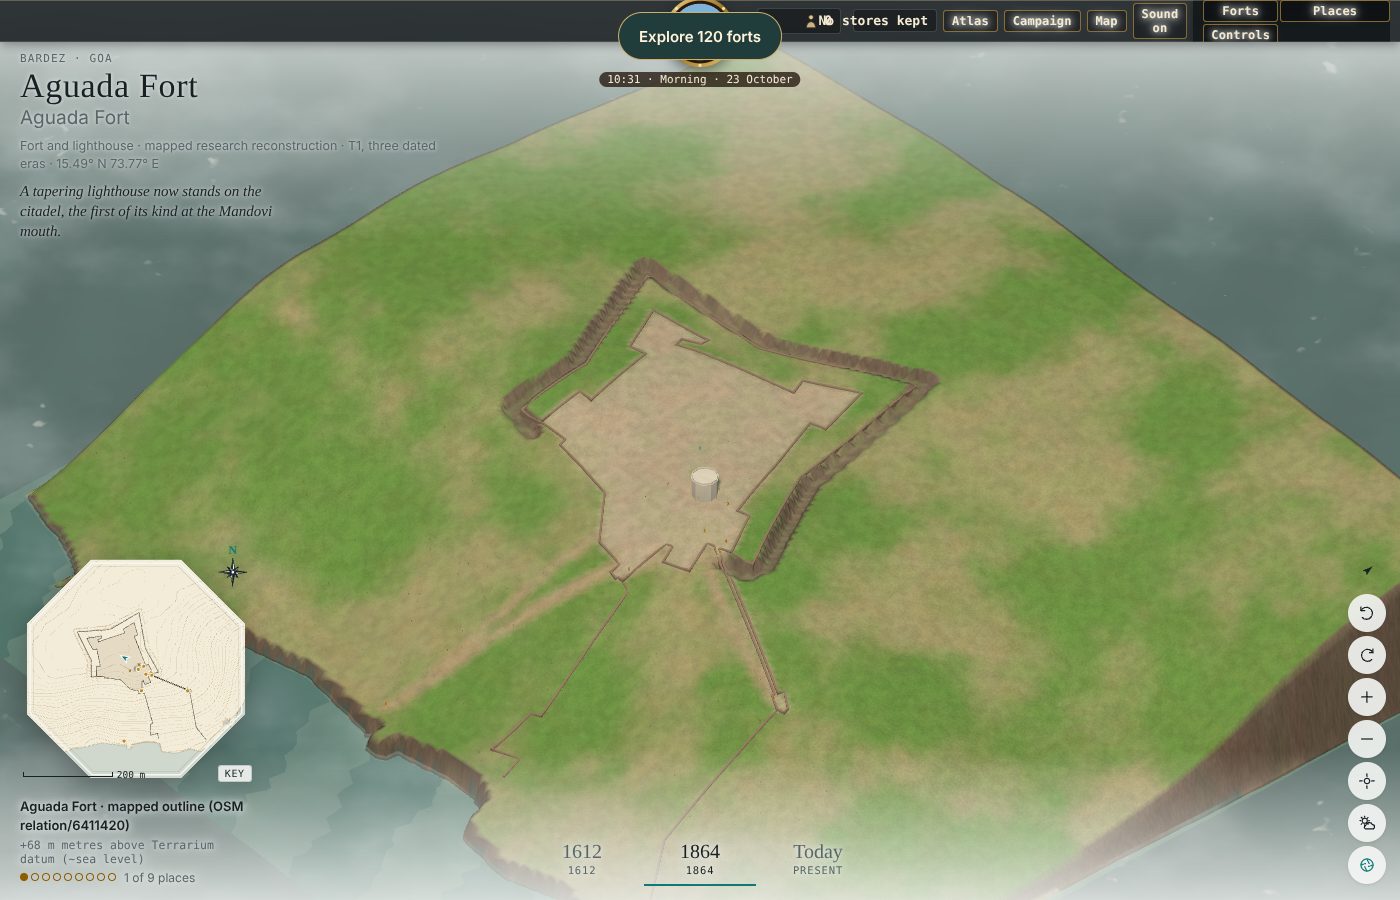 Explore 120 forts
stores kept
Atlas
Campaign
Map
Sound on
Forts
Places
Controls
10:31 · Morning · 23 October
BARDEZ · GOA
Aguada Fort
Aguada Fort
Fort and lighthouse · mapped research reconstruction · T1, three dated
eras · 15.49° N 73.77° E
A tapering lighthouse now stands on the
citadel, the first of its kind at the Mandovi
mouth.
N
200 m
KEY
Aguada Fort · mapped outline (OSM
relation/6411420)
+68 m metres above Terrarium
datum (~sea level)
1 of 9 places
1612
1612
1864
1864
Today
PRESENT